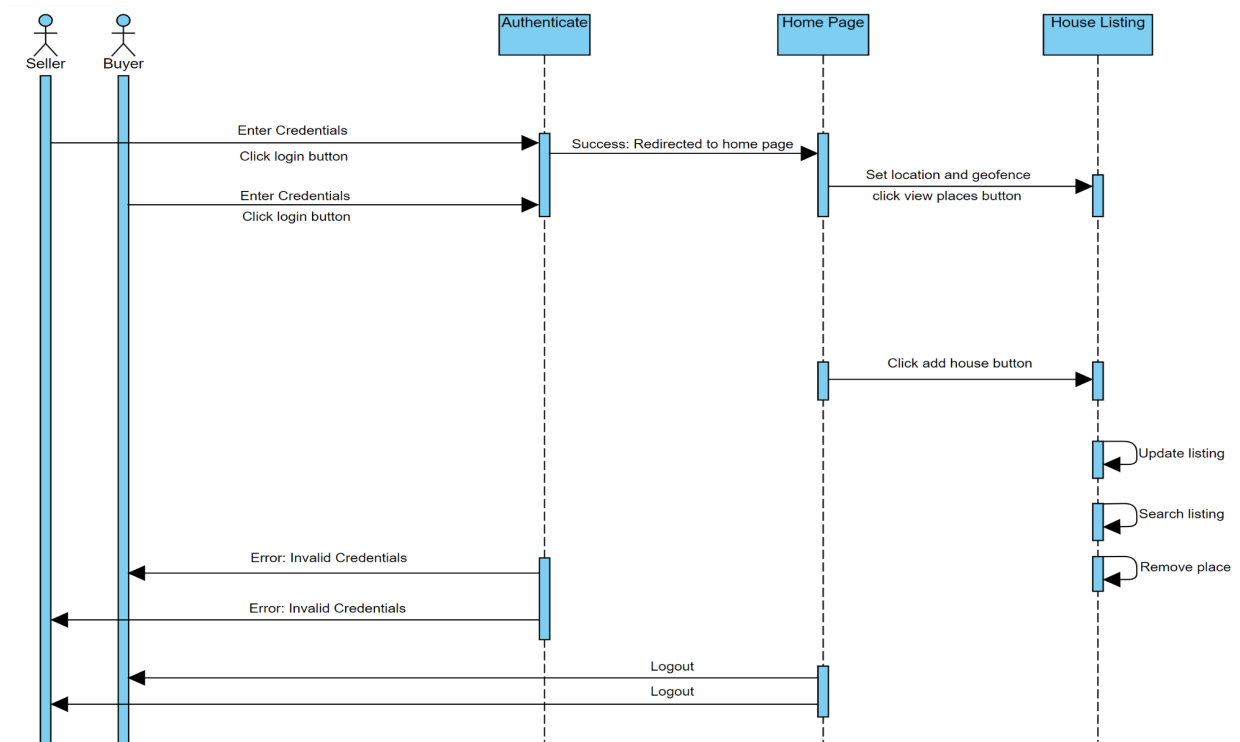 Authenticate
Home Page
House Listing
Seller
Buyer
Enter Credentials
Click login button
Success: Redirected to home page
Set location and geofence
click view places button
Enter Credentials
Click login button
Click add house button
Update listing
Search listing
Error: Invalid Credentials
Remove place
Error: Invalid Credentials
Logout
Logout